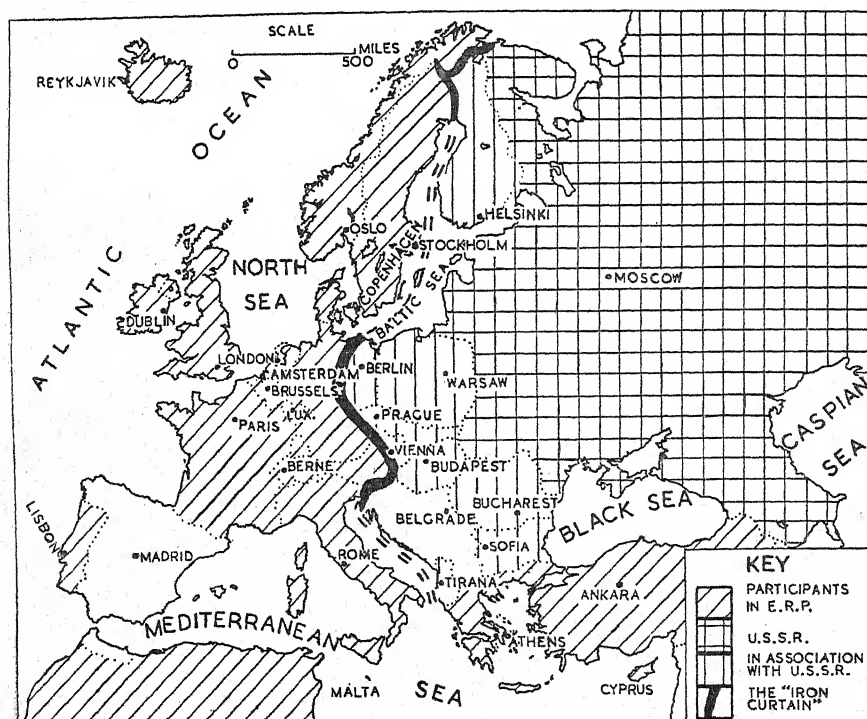 SCALE
0 500 MILES
REYKJAVIK
OCEAN
ATLANTIC
HELSINKI
OSLO
STOCKHOLM
COPENHAGEN
NORTH
SEA
BALTIC SEA
MOSCOW
DUBLIN
LONDON
AMSTERDAM
BERLIN
BRUSSELS
WARSAW
LUX.
PRAGUE
PARIS
VIENNA
BERNE
BUDAPEST
CASPIAN
SEA
LISBON
BUCHAREST
BELGRADE
BLACK SEA
MADRID
SOFIA
ROME
TIRANA
ANKARA
MEDITERRANEAN
ATHENS
MALTA
SEA
CYPRUS
KEY
PARTICIPANTS
IN E.R.P.
U.S.S.R.
IN ASSOCIATION
WITH U.S.S.R.
THE "IRON
CURTAIN"